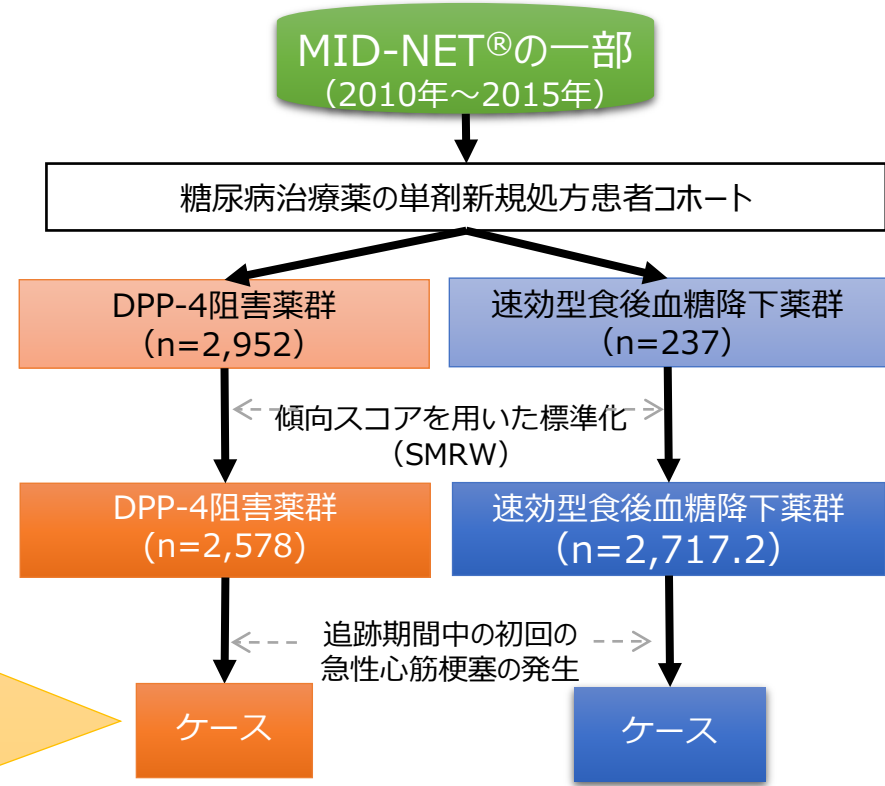 MID-NET®の一部
（2010年～2015年）
糖尿病治療薬の単剤新規処方患者コホート
DPP-4阻害薬群
（n=2,952）
速効型食後血糖降下薬群
（n=237）
傾向スコアを用いた標準化
（SMRW）
DPP-4阻害薬群
（n=2,578）
速効型食後血糖降下薬群
（n=2,717.2）
追跡期間中の初回の
急性心筋梗塞の発生
ケース
ケース